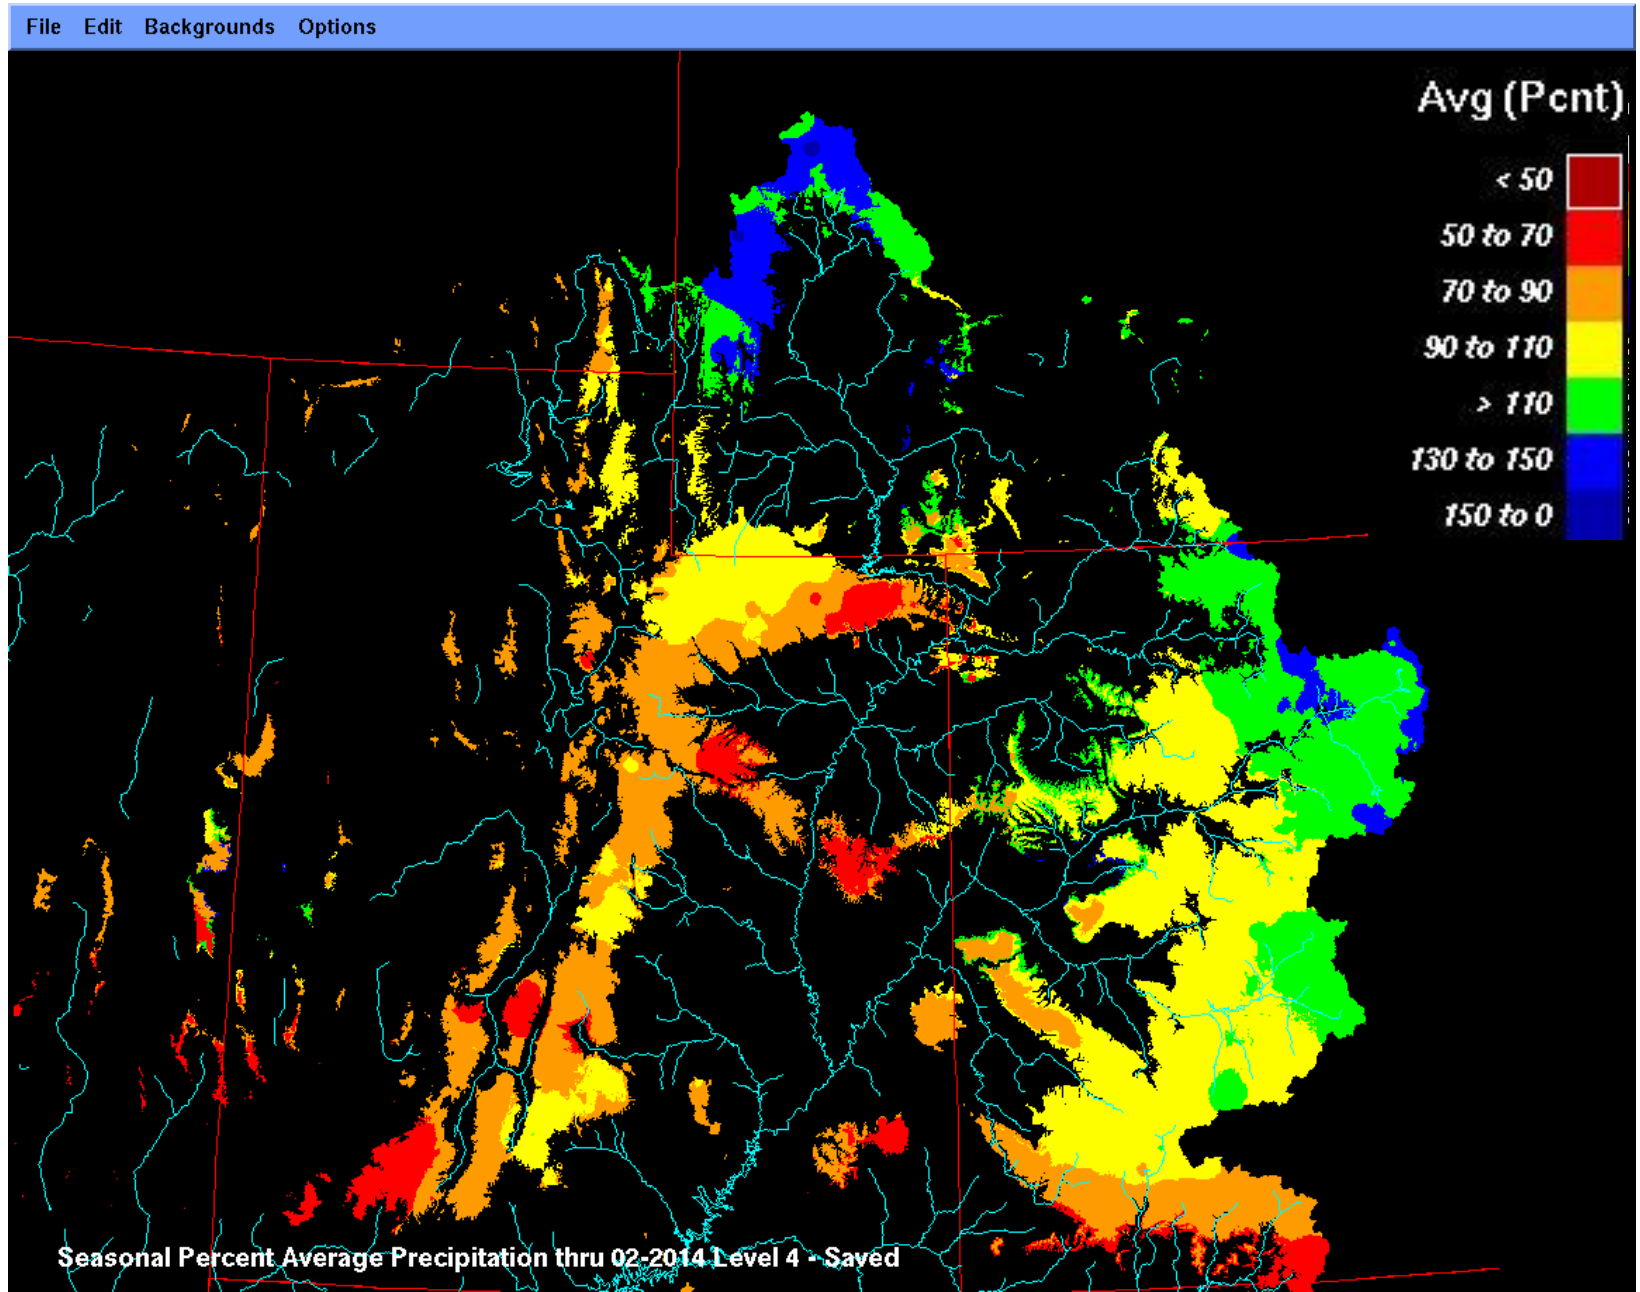 File Edit Backgrounds Options
Avg (Pcnt)
< 50
50 to 70
70 to 90
90 to 110
> 110
130 to 150
150 to 0
Seasonal Percent Average Precipitation thru 02-2014 Level 4 - Saved